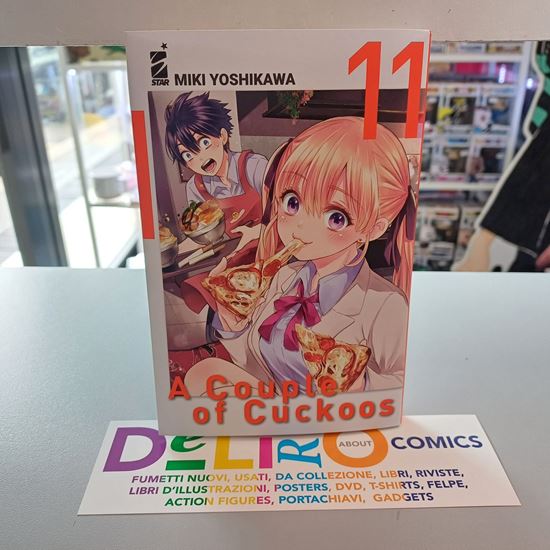 STAR
MIKI YOSHIKAWA
11
A Couple
of Cuckoos
DeLIRO ABOUT COMICS
FUMETTI NUOVI, USATI, DA COLLEZIONE, LIBRI, RIVISTE,
LIBRI D'ILLUSTRAZIONI, POSTERS, DVD, T-SHIRTS, FELPE,
ACTION FIGURES, PORTACHIAVI, GADGETS